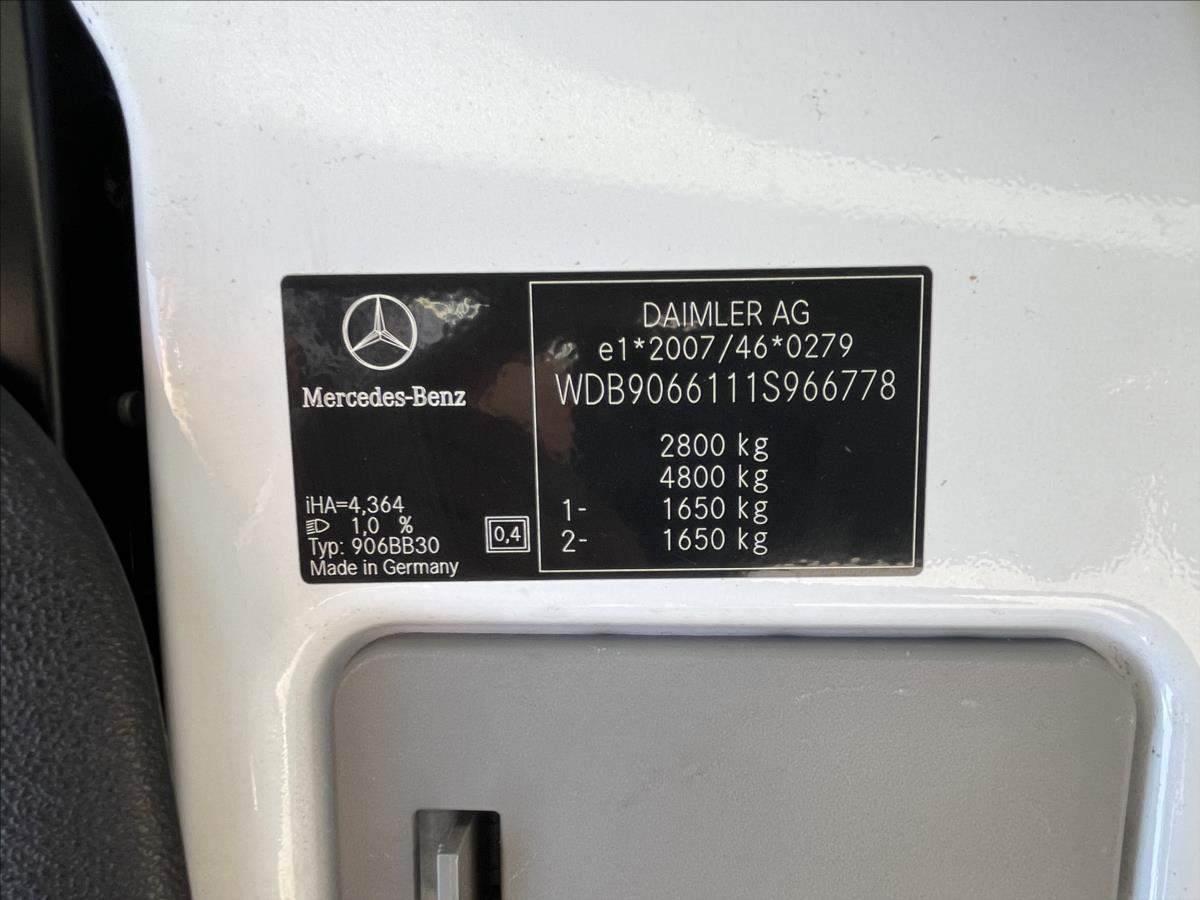 Mercedes-Benz
iHA=4,364
1,0 %
Typ: 906BB30
Made in Germany
0,4
DAIMLER AG
e1*2007/46*0279
WDB9066111S966778
2800 kg
4800 kg
1- 1650 kg
2- 1650 kg